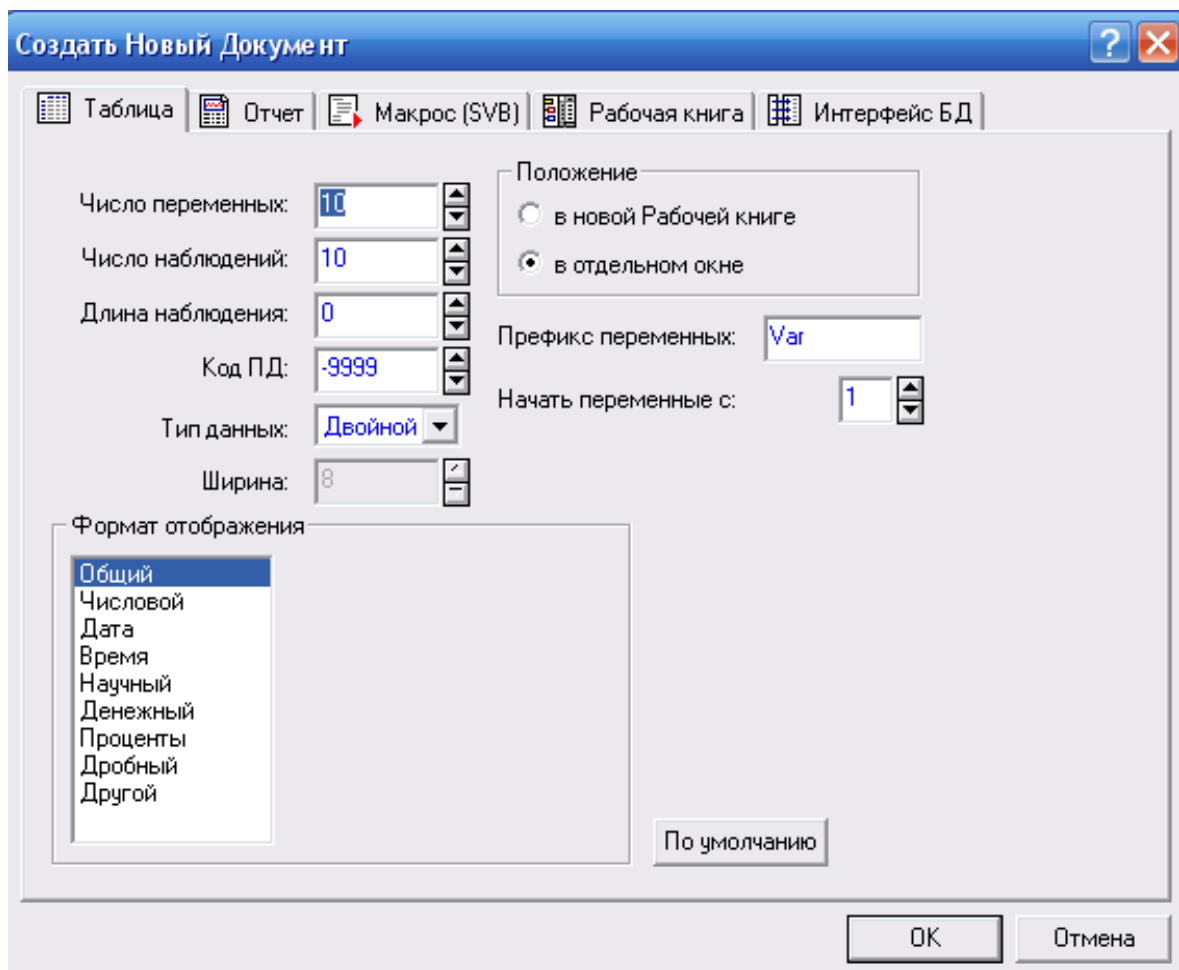 Создать Новый Документ
Таблица
Отчет
Макрос (SVB)
Рабочая книга
Интерфейс БД
Число переменных: 10
Число наблюдений: 10
Длина наблюдения: 0
Код ПД: -9999
Тип данных: Двойной
Ширина: 8
Положение
в новой Рабочей книге
в отдельном окне
Префикс переменных: Var
Начать переменные с: 1
Формат отображения
Общий
Числовой
Дата
Время
Научный
Денежный
Проценты
Дробный
Другой
По умолчанию
OK
Отмена